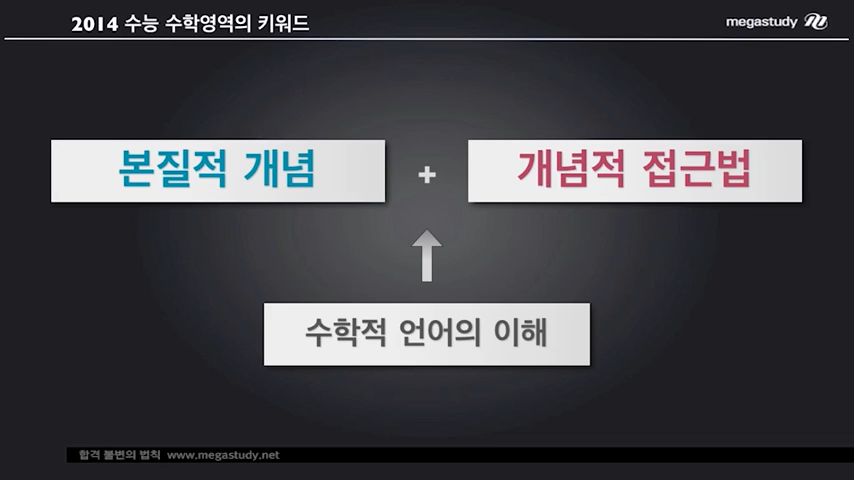 2014 수능 수학영역의 키워드
megastudy
본질적 개념 + 개념적 접근법
수학적 언어의 이해
합격 불변의 법칙 www.megastudy.net